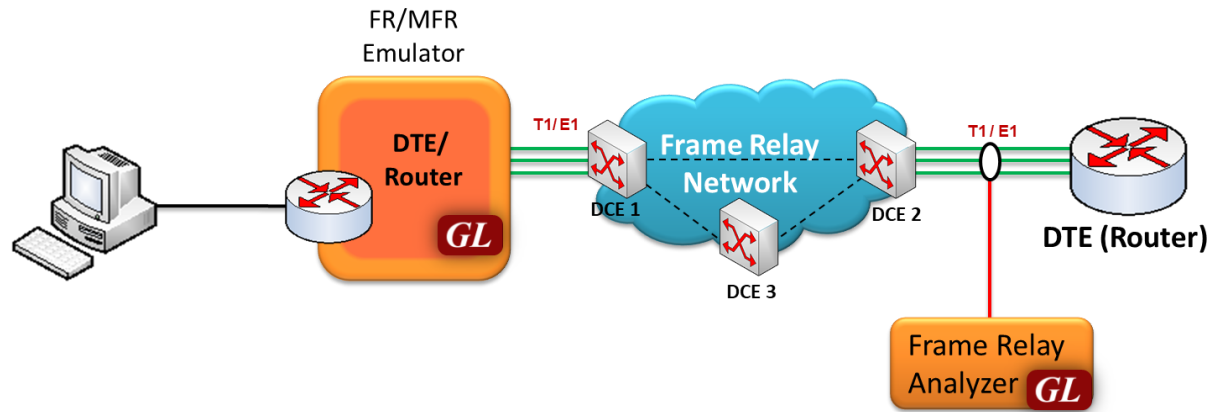 FR/MFR
Emulator
DTE/
Router
GL
T1/ E1
Frame Relay
Network
DCE 1
DCE 2
DCE 3
T1/ E1
DTE (Router)
Frame Relay
Analyzer
GL